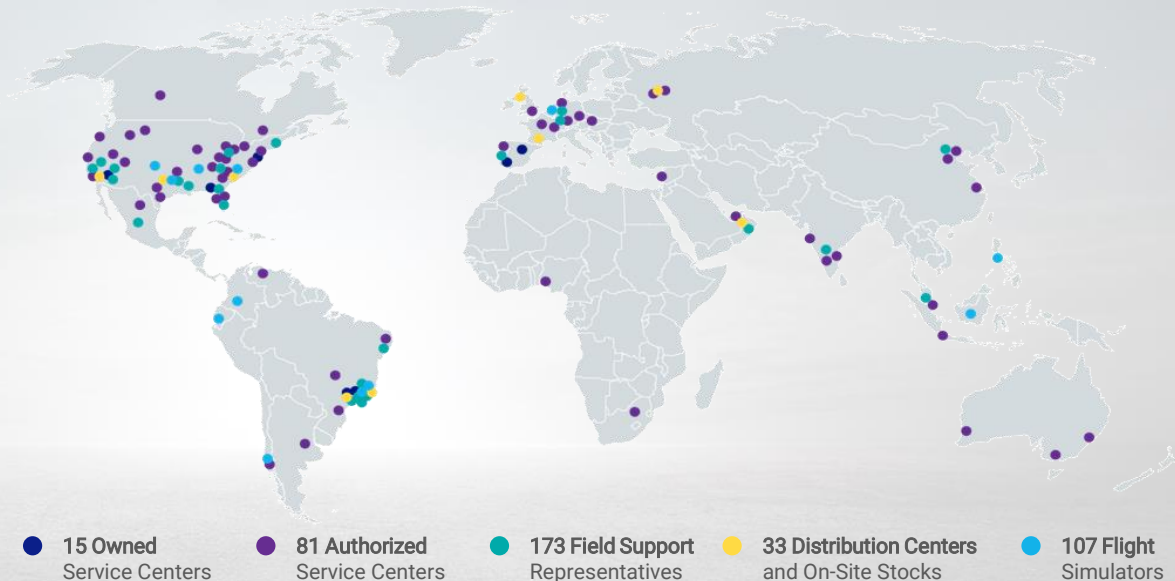 15 Owned
Service Centers
81 Authorized
Service Centers
173 Field Support
Representatives
33 Distribution Centers
and On-Site Stocks
107 Flight
Simulators